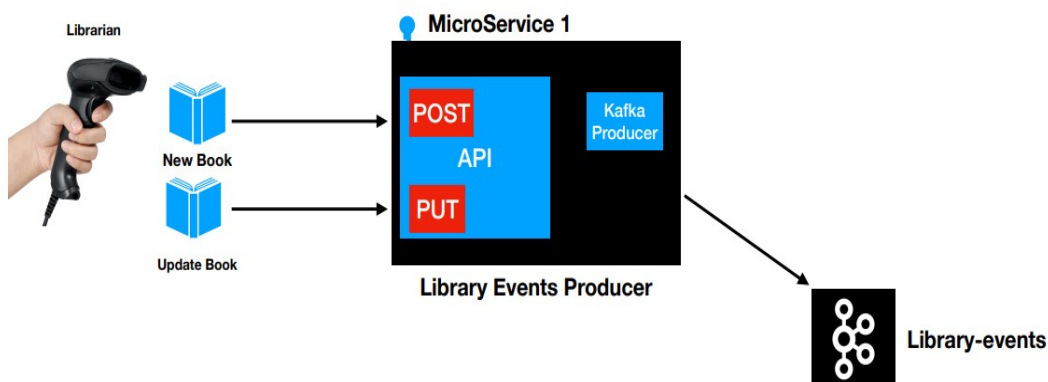 Librarian
MicroService 1
New Book
Update Book
POST
API
PUT
Kafka
Producer
Library Events Producer
Library-events